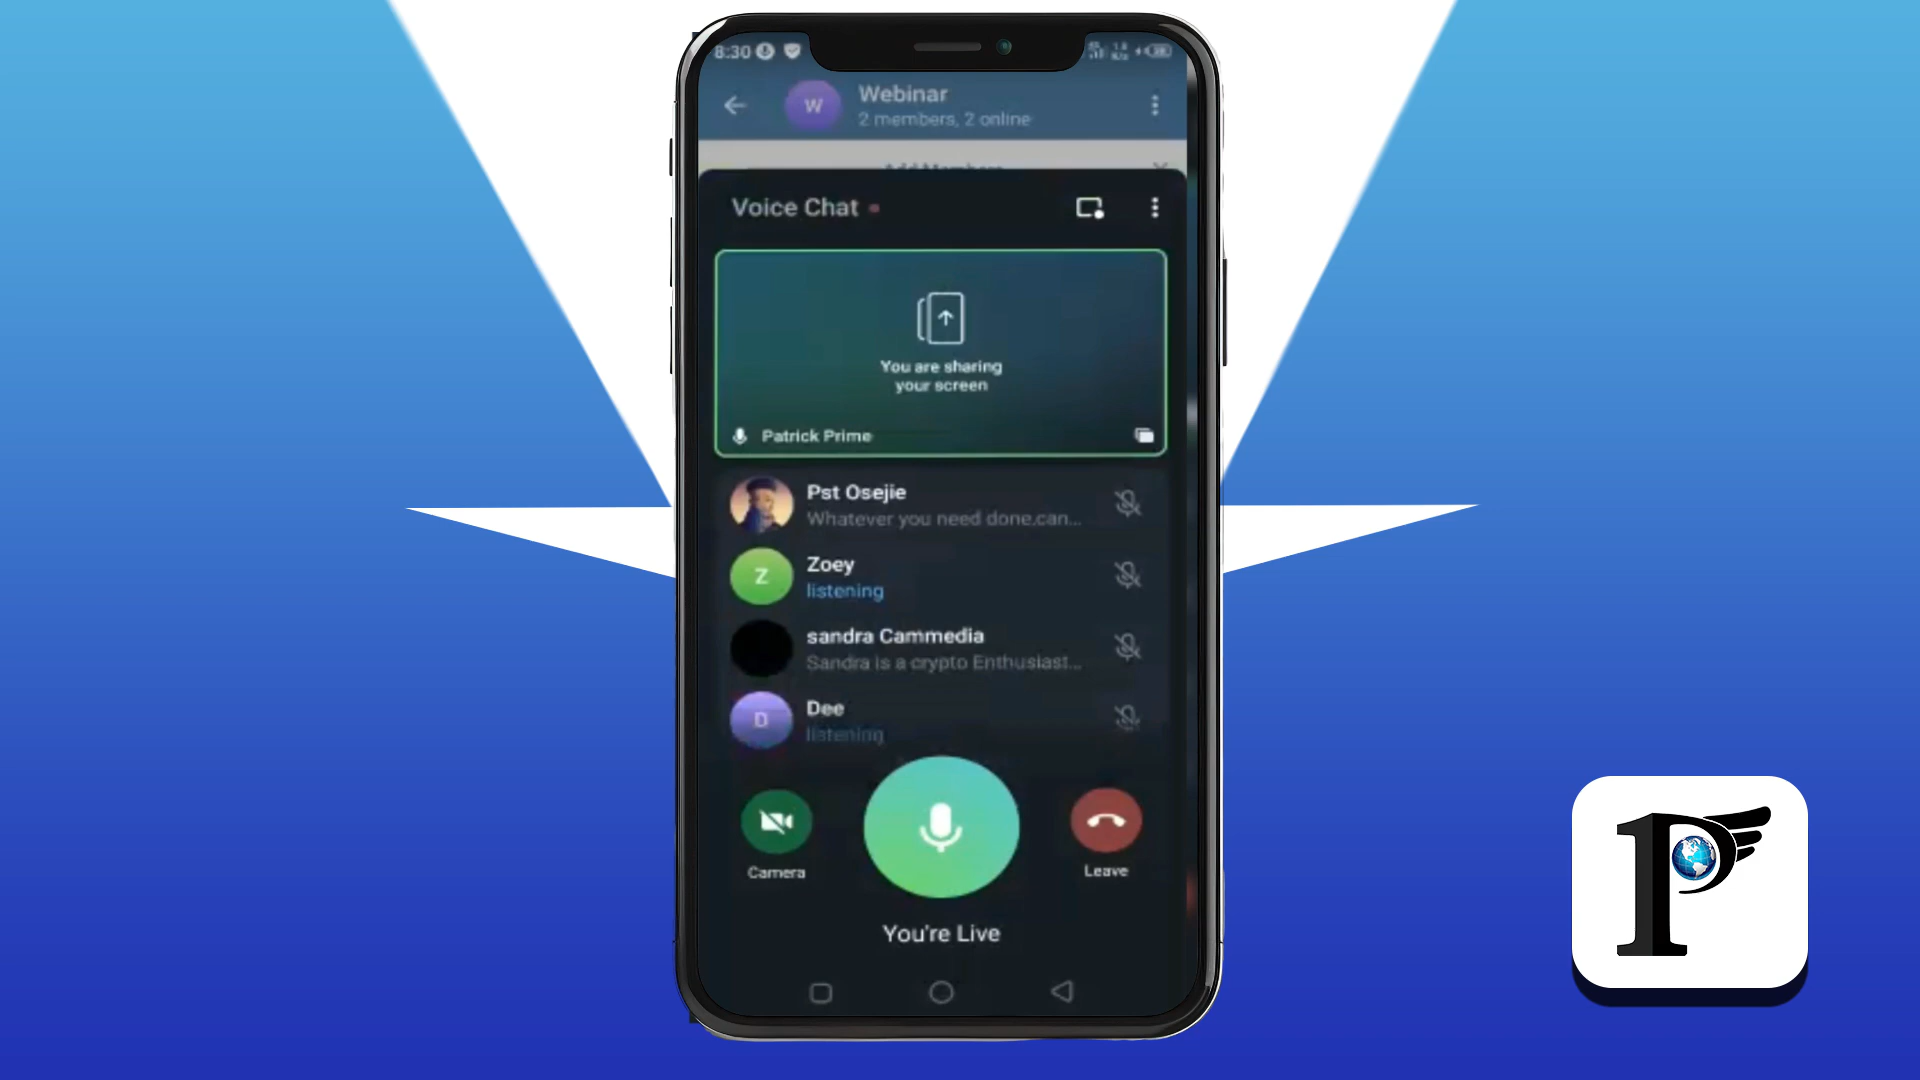 8:30
W
Webinar
2 members, 2 online
Add Members
Voice Chat
You are sharing
your screen
Patrick Prime
Pst Osejie
Whatever you need done,can...
Z
Zoey
listening
sandra Cammedia
Sandra is a crypto Enthusiast...
D
Dee
listening
Camera
Leave
You're Live
P